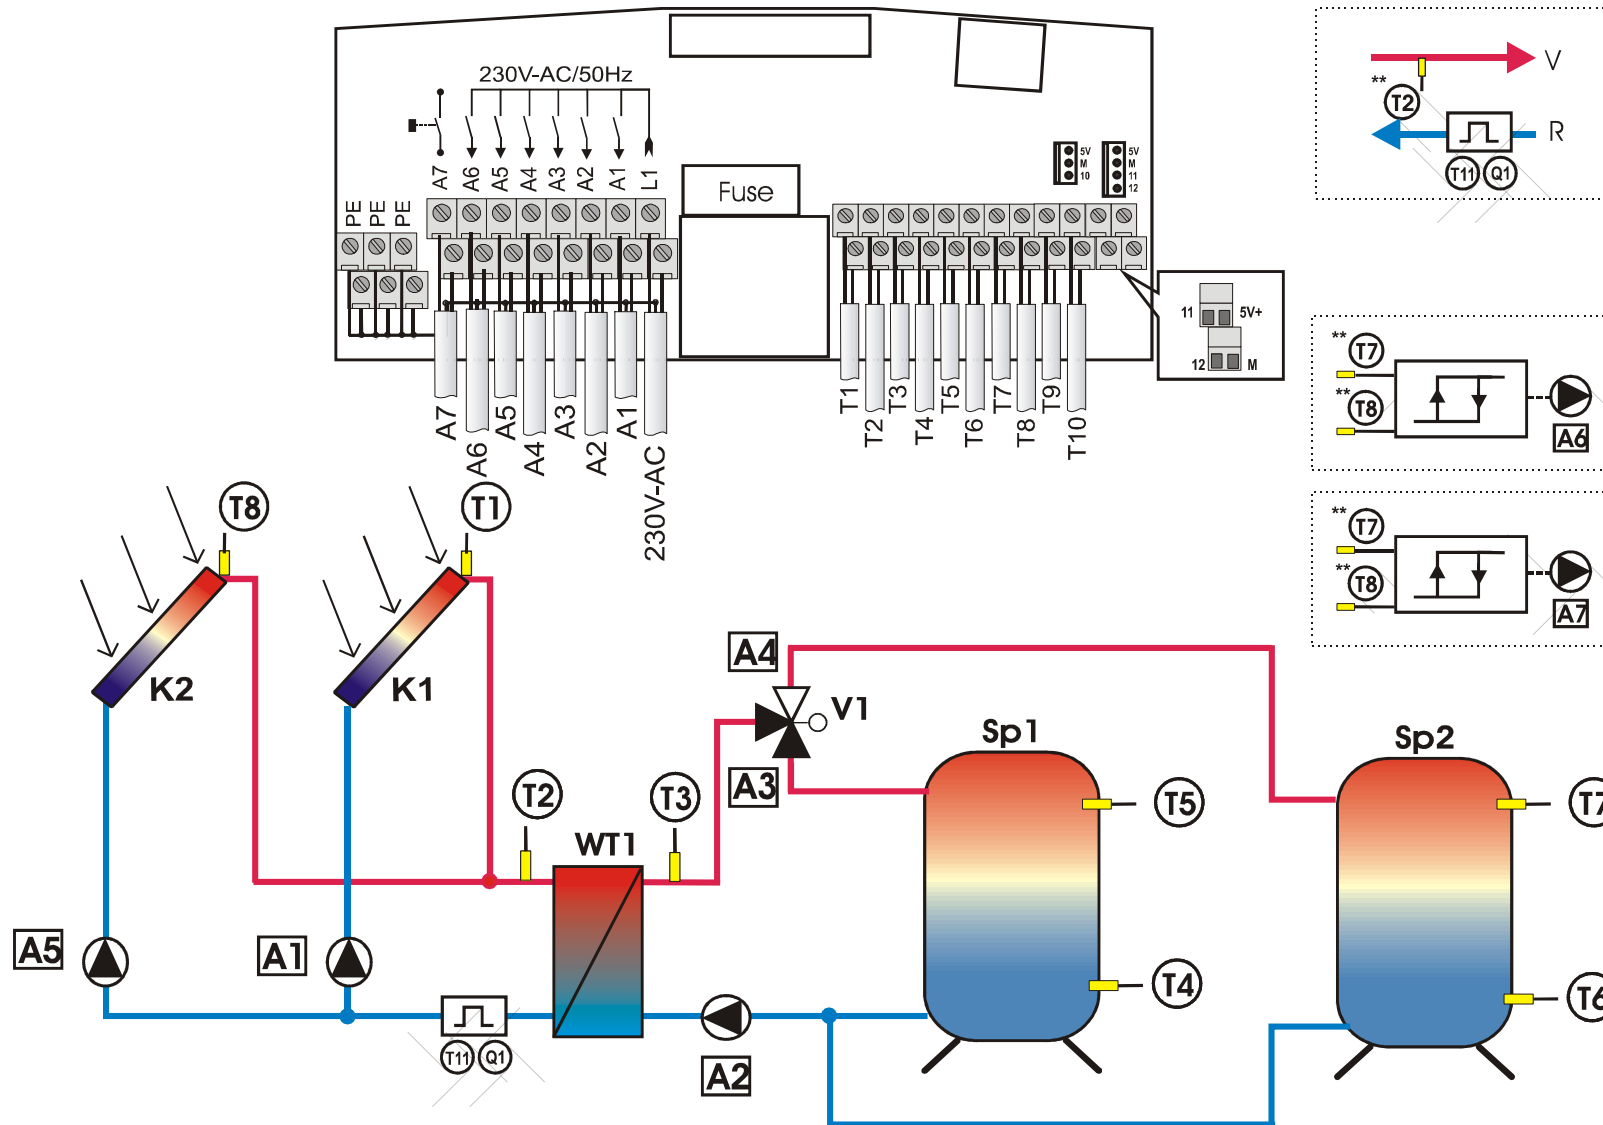 230V-AC/50Hz
A7 A6 A5 A4 A3 A2 A1 L1
PE PE PE
Fuse
5V
M
10
5V
M
11
12
11 5V+
12 M
A7 A6 A5 A4 A3 A2 A1 230V-AC
T1 T2 T3 T4 T5 T6 T7 T8 T9 T10
V
** T2
R
T11 Q1
** T7
** T8
A6
** T7
** T8
A7
T8 T1
K2 K1
A4
V1
A3
Sp1
Sp2
T2 T3
WT1
T5
T7
A5 A1
T4
T6
T11 Q1
A2